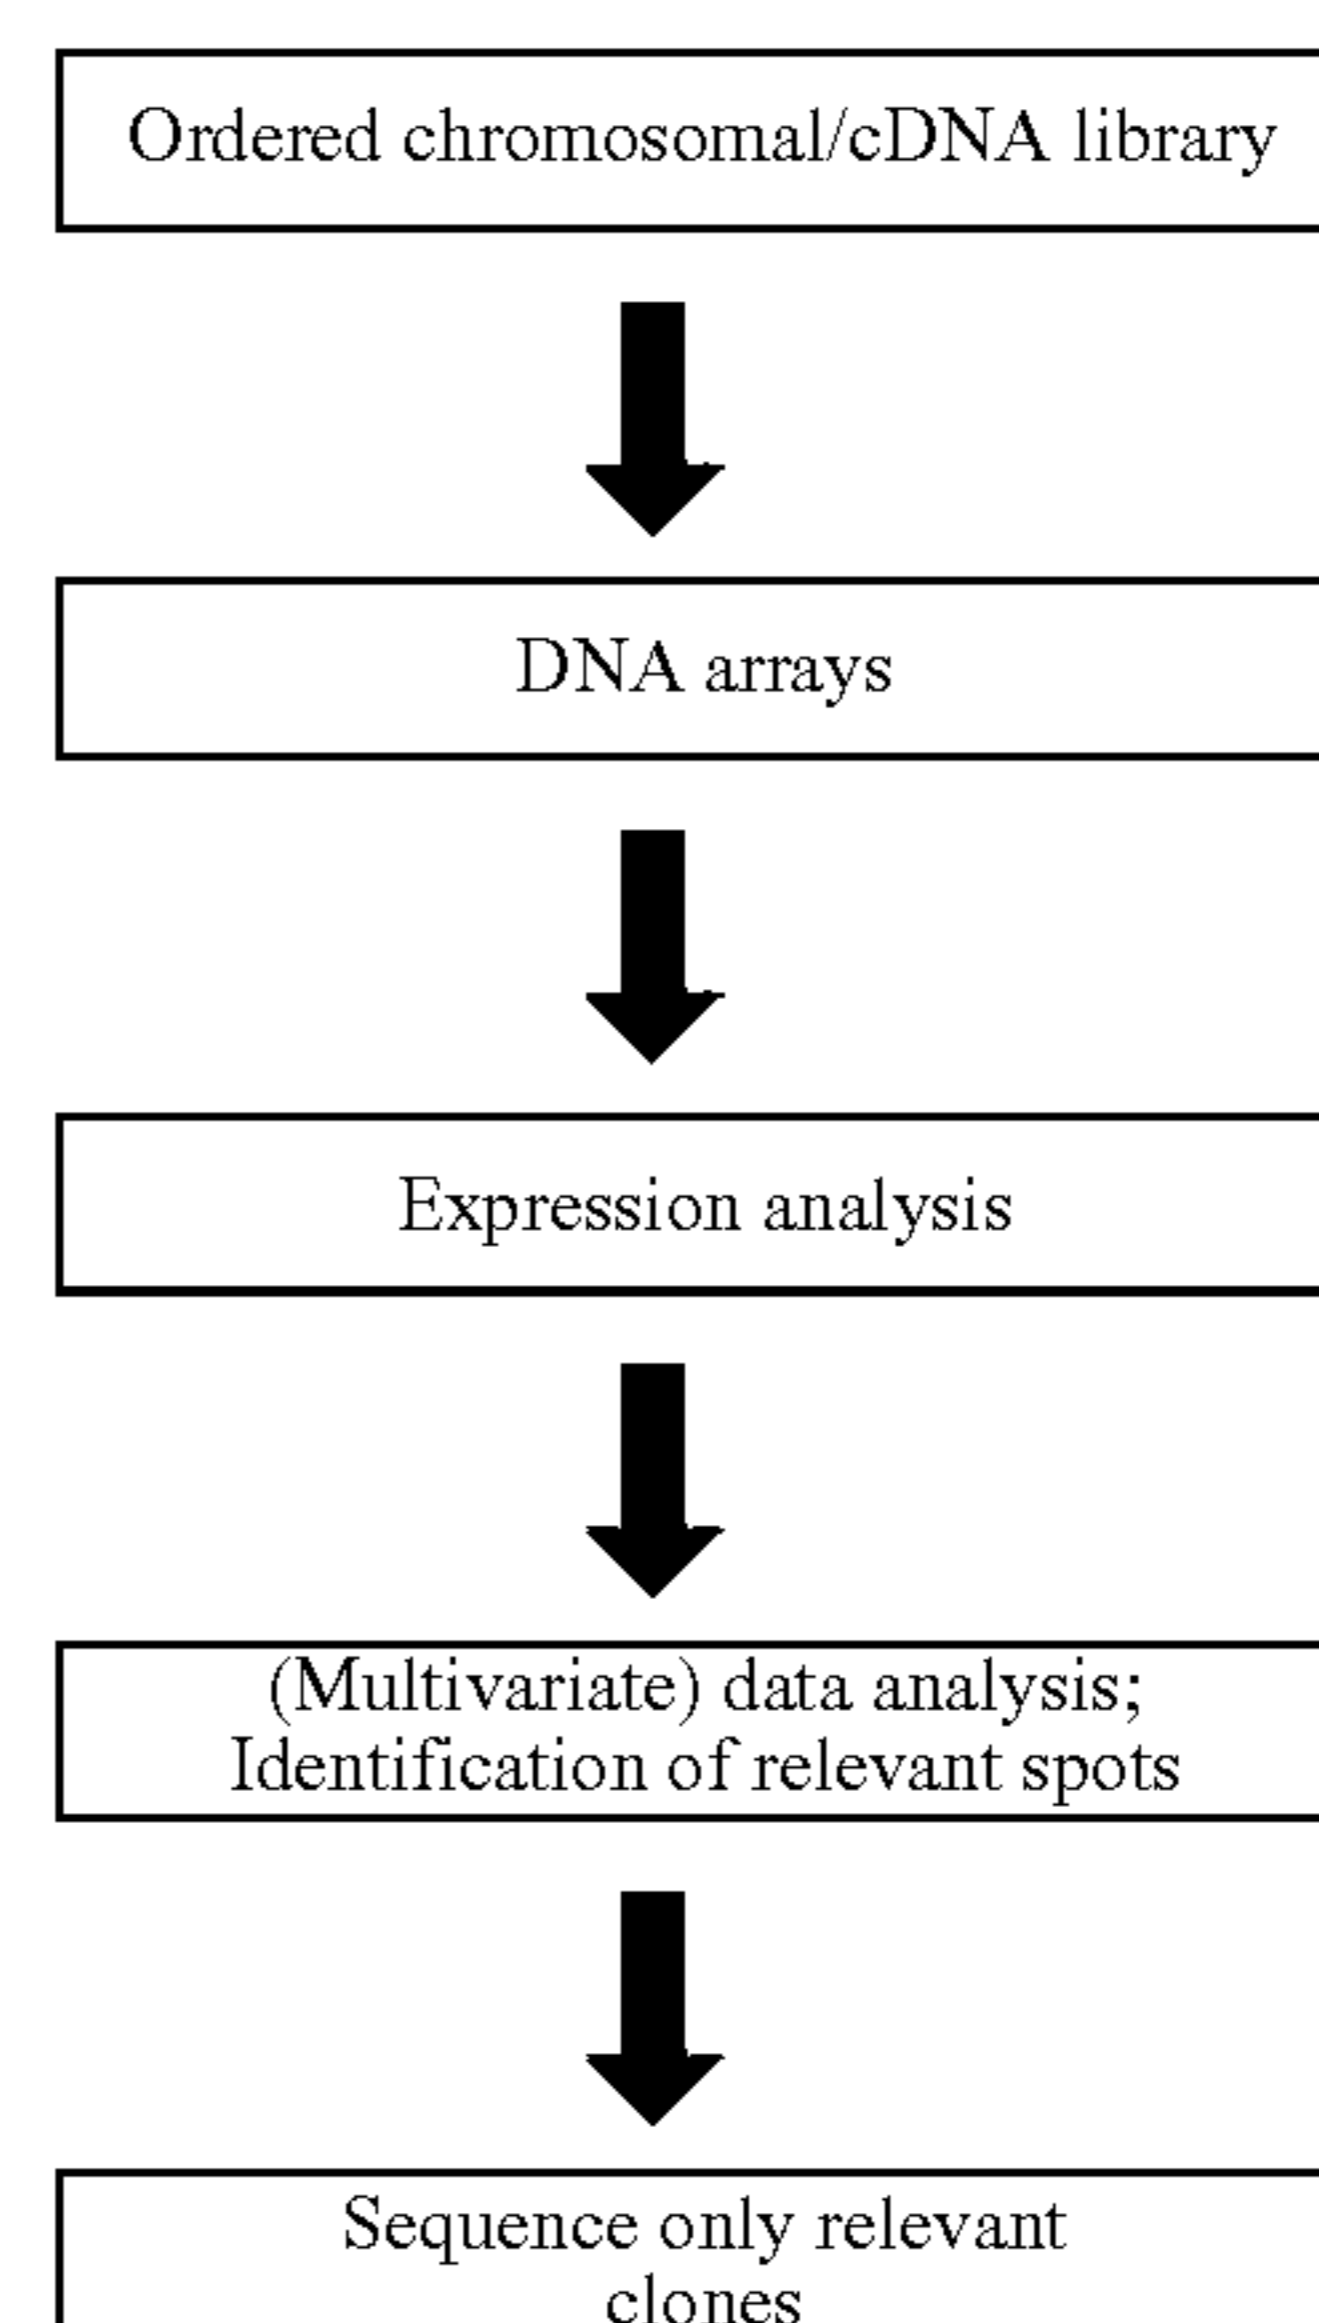 Ordered chromosomal/cDNA library
DNA arrays
Expression analysis
(Multivariate) data analysis;
Identification of relevant spots
Sequence only relevant
clones